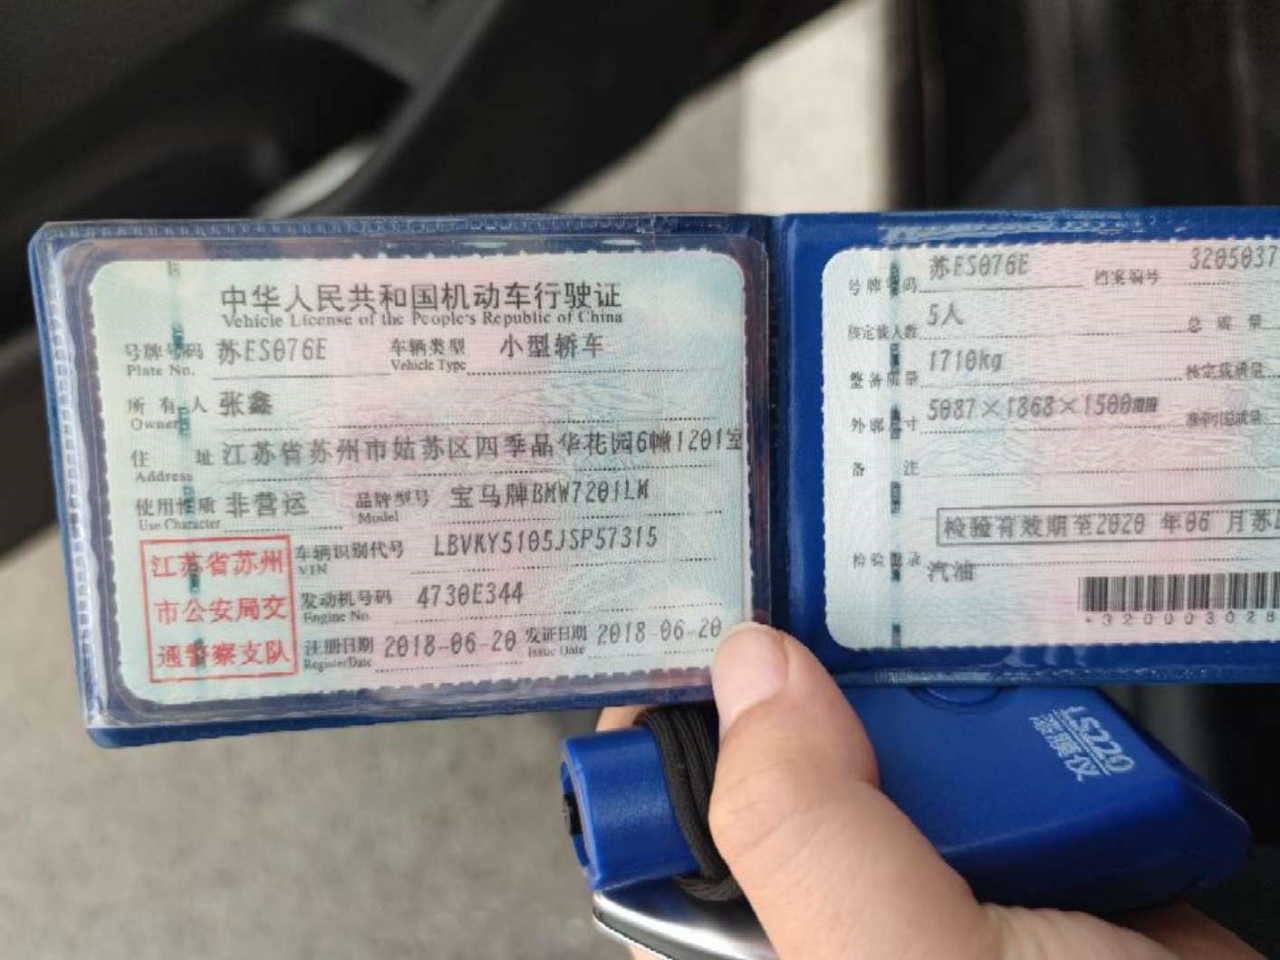 中华人民共和国机动车行驶证
Vehicle License of the People's Republic of China
号牌号码 苏ES076E 车辆类型 小型轿车
Plate No. Vehicle Type
所有人 张鑫
Owner
住址 江苏省苏州市姑苏区四季晶华花园6幢1201室
Address
使用性质 非营运 品牌型号 宝马牌BMW7201LM
Use Character Model
车辆识别代号 LBVKY5105JSP57315
VIN
发动机号码 4730E344
Engine No.
注册日期 2018-06-20 发证日期 2018-06-20
Register Date Issue Date
江苏省苏州
市公安局交
通警察支队
号牌号码 苏ES076E 档案编号 3205037
核定载人数 5人 总质量
整备质量 1710kg 核定载质量
外廓尺寸 5087×1868×1500mm 准牵引总质量
备注
检验有效期至2020 年06 月苏
检验记录 汽油
*320003028
LS220
漆膜仪